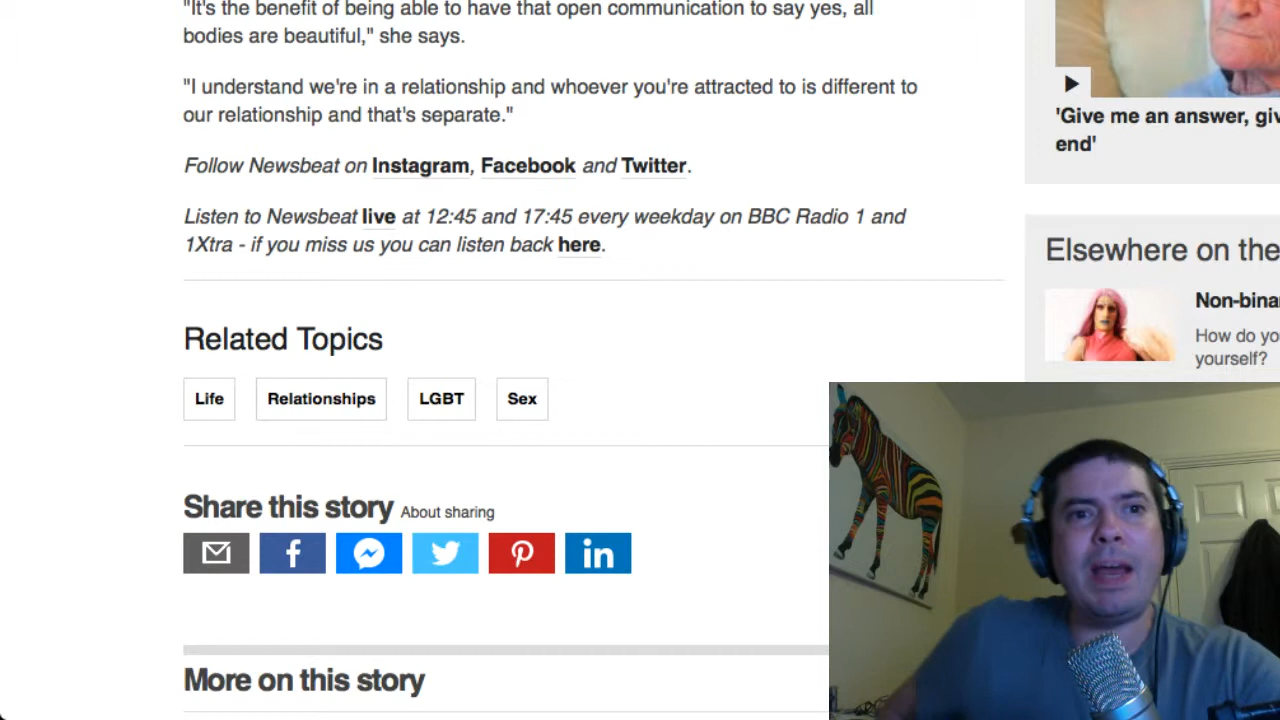 "It's the benefit of being able to have that open communication to say yes, all
bodies are beautiful," she says.
"I understand we're in a relationship and whoever you're attracted to is different to
our relationship and that's separate."
Follow Newsbeat on Instagram, Facebook and Twitter.
Listen to Newsbeat live at 12:45 and 17:45 every weekday on BBC Radio 1 and
1Xtra - if you miss us you can listen back here.
Related Topics
Life
Relationships
LGBT
Sex
Share this story About sharing
More on this story
'Give me an answer,
end'
Elsewhere on the
How do
yourself?